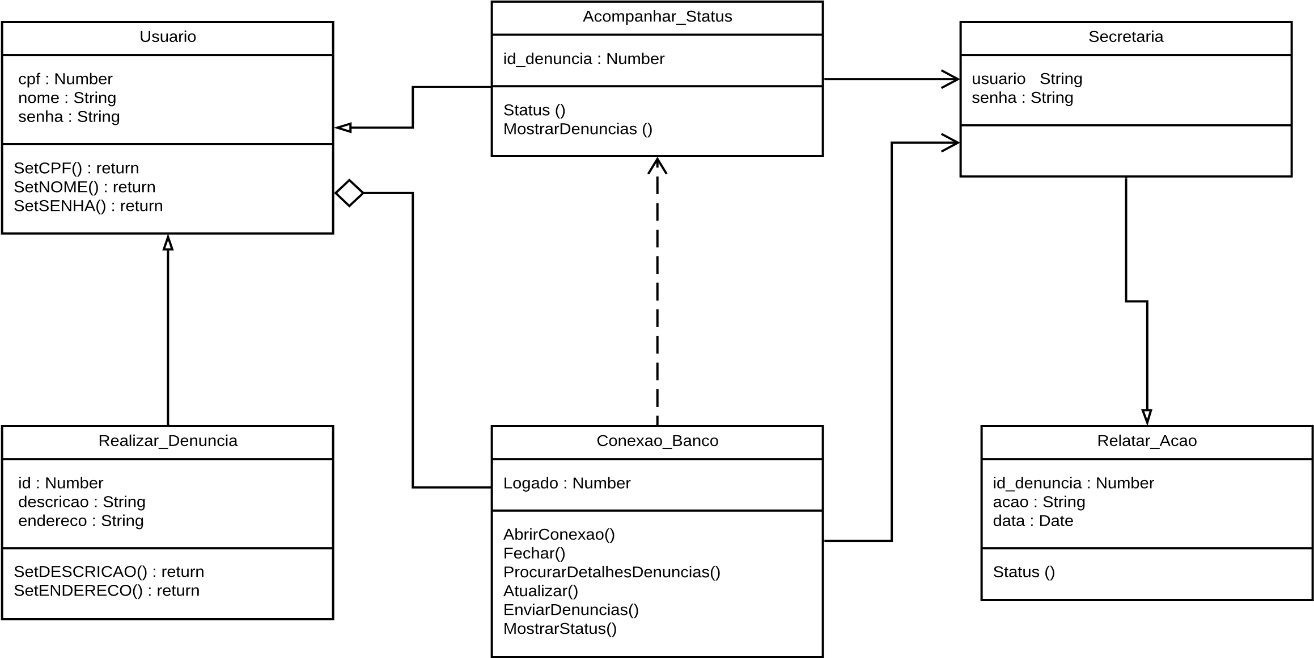 Usuario
cpf : Number
nome : String
senha : String
SetCPF() : return
SetNOME() : return
SetSENHA() : return
Acompanhar_Status
id_denuncia : Number
Status ()
MostrarDenuncias ()
Secretaria
usuario   String
senha : String
Realizar_Denuncia
id : Number
descricao : String
endereco : String
SetDESCRICAO() : return
SetENDERECO() : return
Conexao_Banco
Logado : Number
AbrirConexao()
Fechar()
ProcurarDetalhesDenuncias()
Atualizar()
EnviarDenuncias()
MostrarStatus()
Relatar_Acao
id_denuncia : Number
acao : String
data : Date
Status ()